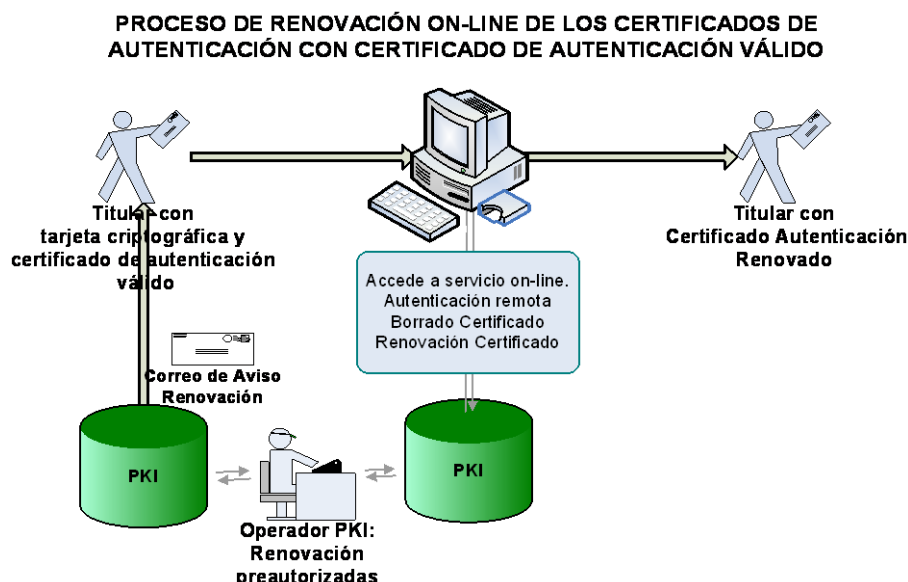 PROCESO DE RENOVACIÓN ON-LINE DE LOS CERTIFICADOS DE
AUTENTICACIÓN CON CERTIFICADO DE AUTENTICACIÓN VÁLIDO
Titular con
tarjeta criptográfica y
certificado de autenticación
válido
Titular con
Certificado Autenticación
Renovado
Accede a servicio on-line.
Autenticación remota
Borrado Certificado
Renovación Certificado
Correo de Aviso
Renovación
PKI
PKI
Operador PKI:
Renovación
preautorizadas